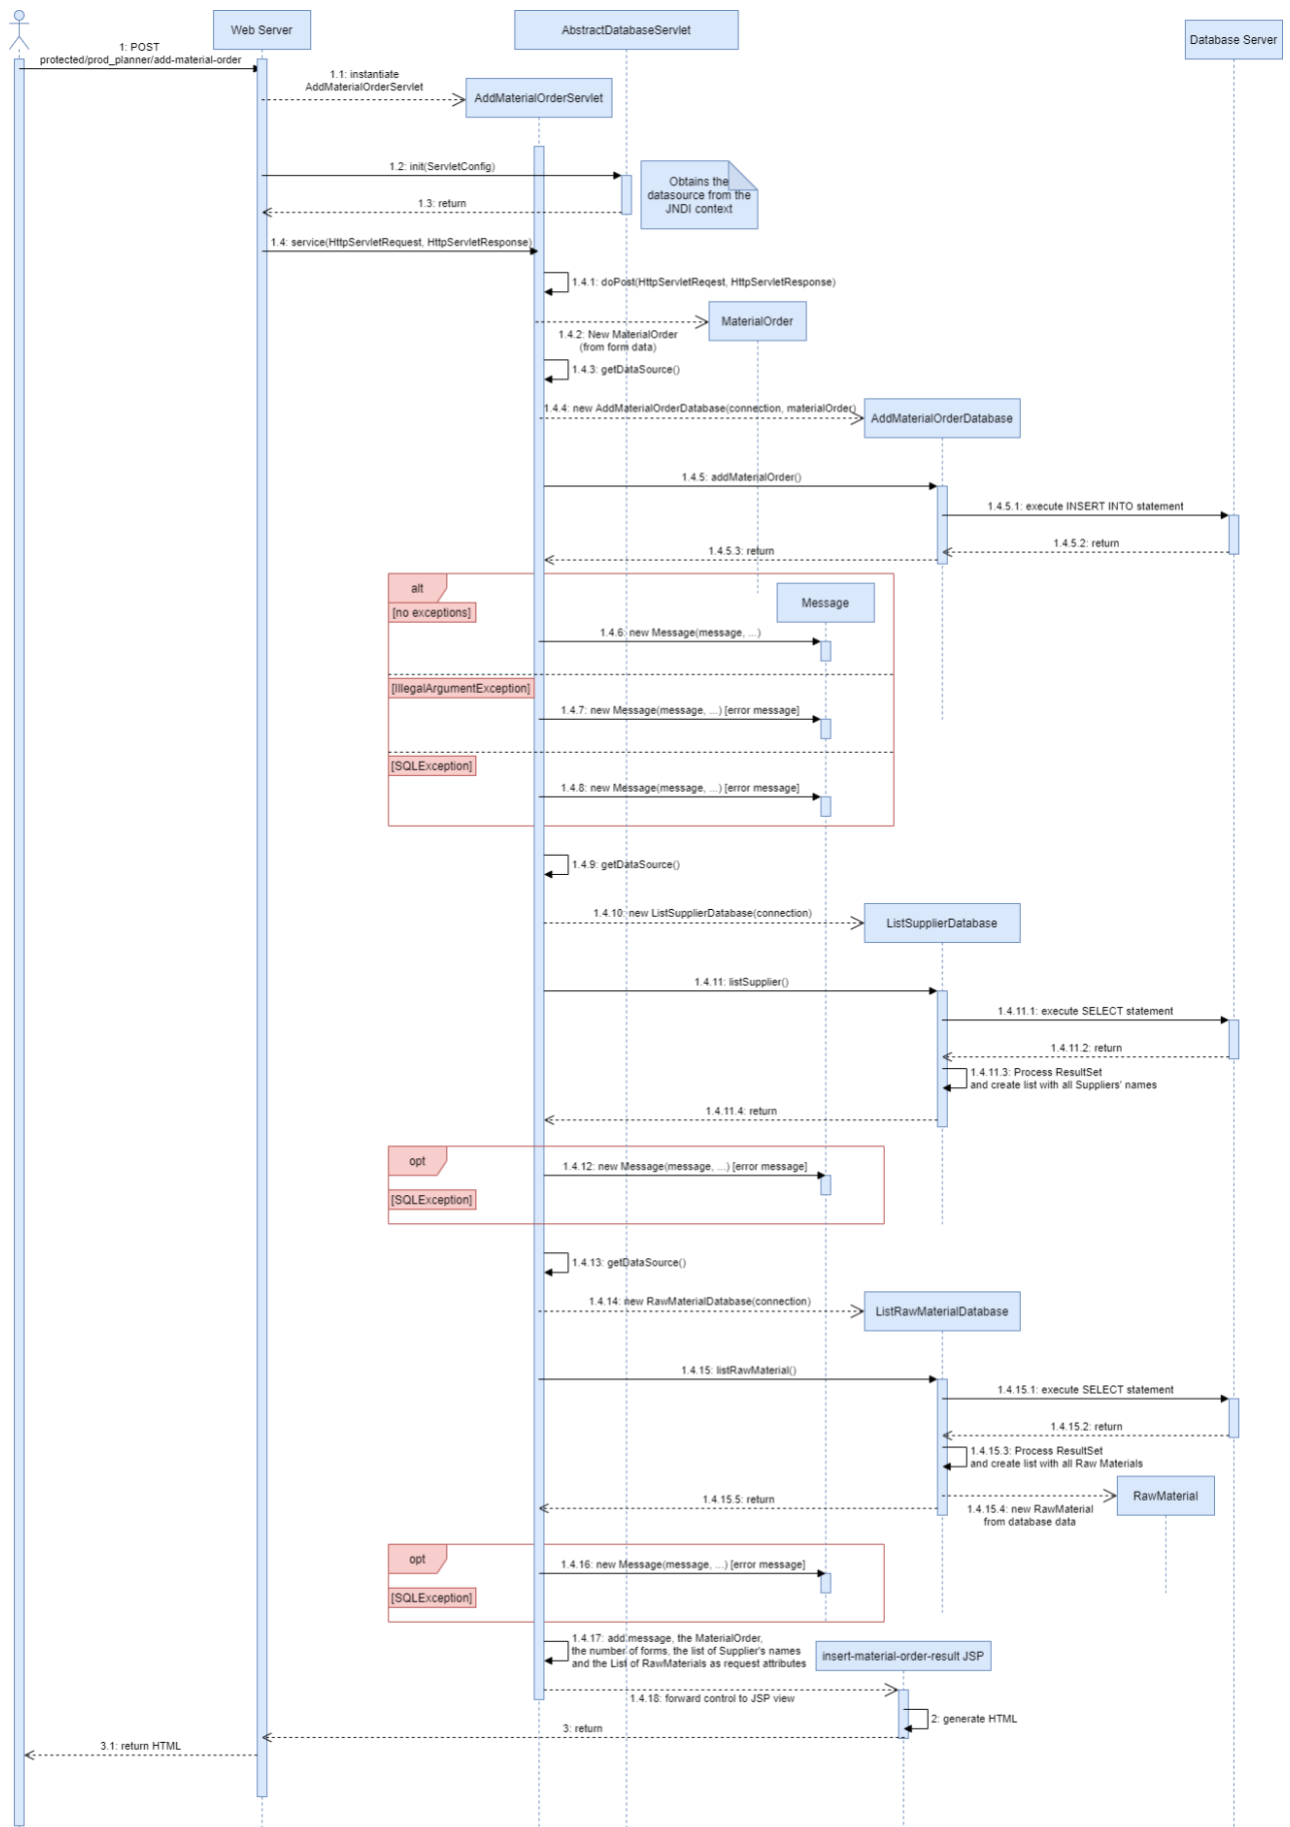 Web Server
AbstractDatabaseServlet
Database Server
1: POST
protected/prod_planner/add-material-order
1.1: instantiate
AddMaterialOrderServlet
AddMaterialOrderServlet
1.2: init(ServletConfig)
Obtains the
datasource from the
JNDI context
1.3: return
1.4: service(HttpServletRequest, HttpServletResponse)
1.4.1: doPost(HttpServletReqest, HttpServletResponse)
MaterialOrder
1.4.2: New MaterialOrder
(from form data)
1.4.3: getDataSource()
1.4.4: new AddMaterialOrderDatabase(connection, materialOrder)
AddMaterialOrderDatabase
1.4.5: addMaterialOrder()
1.4.5.1: execute INSERT INTO statement
1.4.5.2: return
1.4.5.3: return
alt
[no exceptions]
Message
1.4.6: new Message(message, ...)
[IllegalArgumentException]
1.4.7: new Message(message, ...) [error message]
[SQLException]
1.4.8: new Message(message, ...) [error message]
1.4.9: getDataSource()
1.4.10: new ListSupplierDatabase(connection)
ListSupplierDatabase
1.4.11: listSupplier()
1.4.11.1: execute SELECT statement
1.4.11.2: return
1.4.11.3: Process ResultSet
and create list with all Suppliers' names
1.4.11.4: return
opt
1.4.12: new Message(message, ...) [error message]
[SQLException]
1.4.13: getDataSource()
1.4.14: new RawMaterialDatabase(connection)
ListRawMaterialDatabase
1.4.15: listRawMaterial()
1.4.15.1: execute SELECT statement
1.4.15.2: return
1.4.15.3: Process ResultSet
and create list with all Raw Materials
RawMaterial
1.4.15.5: return
1.4.15.4: new RawMaterial
from database data
opt
1.4.16: new Message(message, ...) [error message]
[SQLException]
1.4.17: add message, the MaterialOrder,
the number of forms, the list of Supplier's names
and the List of RawMaterials as request attributes
insert-material-order-result JSP
1.4.18: forward control to JSP view
2: generate HTML
3: return
3.1: return HTML